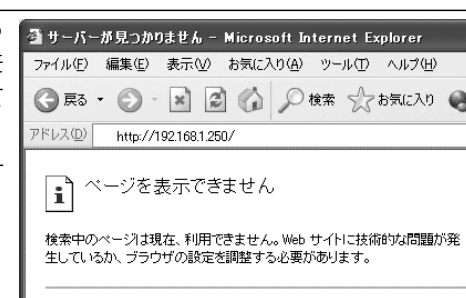 サーバーが見つかりません - Microsoft Internet Explorer
ファイル(F) 編集(E) 表示(V) お気に入り(A) ツール(T) ヘルプ(H)
戻る 検索 お気に入り
アドレス(D) http://192.168.1.250/
ページを表示できません
検索中のページは現在、利用できません。Web サイトに技術的な問題が発
生しているか、ブラウザの設定を調整する必要があります。